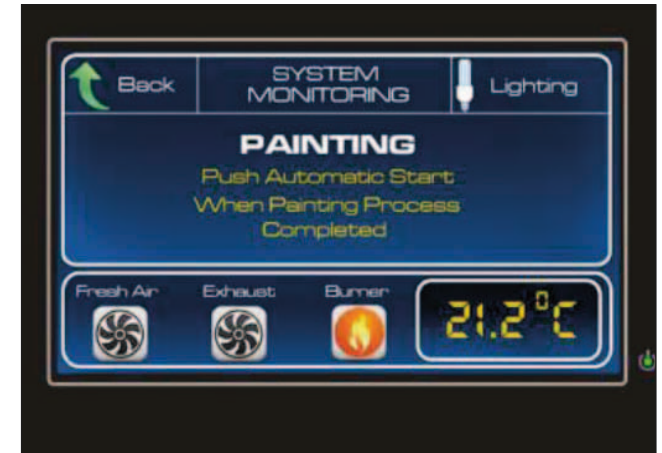 Back
SYSTEM
MONITORING
Lighting
PAINTING
Push Automatic Start
When Painting Process
Completed
Fresh Air
Exhaust
Burner
21.2°C